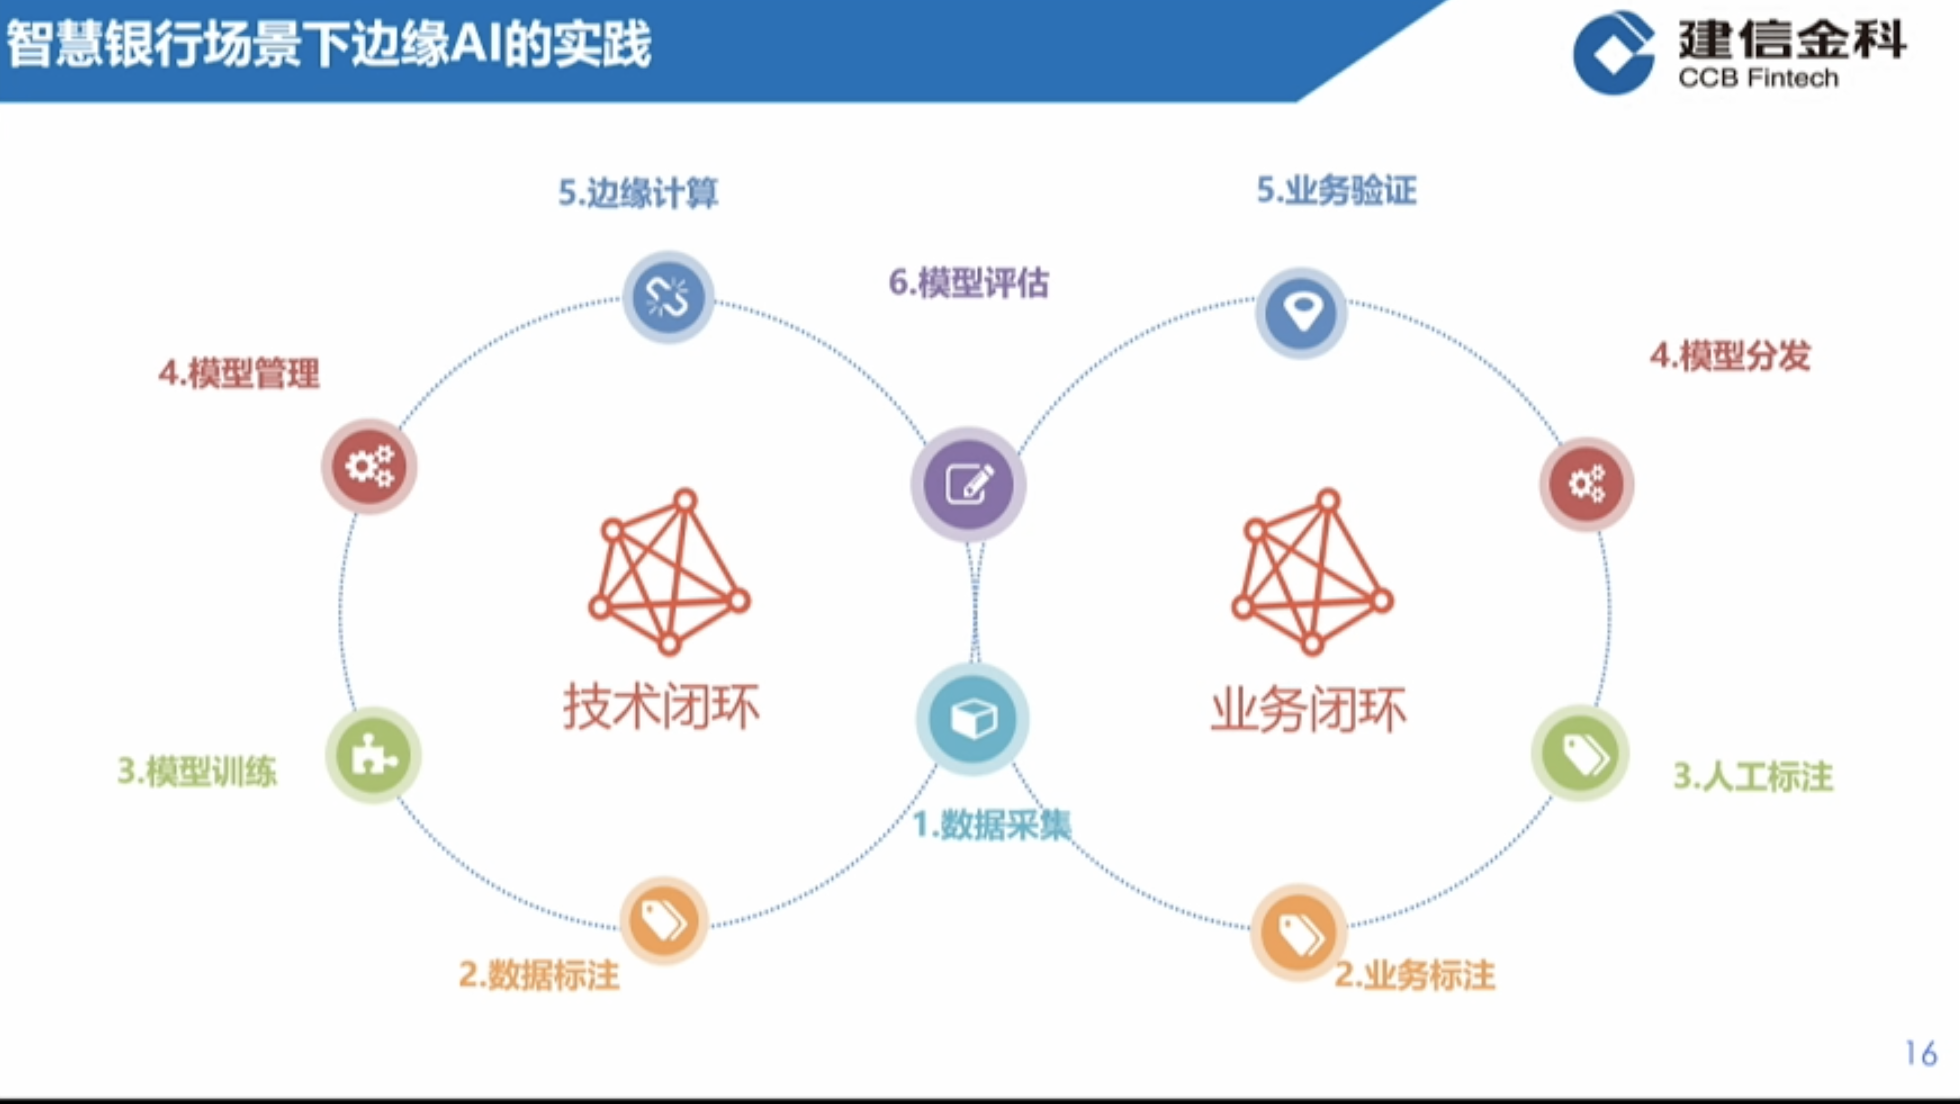 智慧银行场景下边缘AI的实践
建信金科
CCB Fintech
5.边缘计算
5.业务验证
6.模型评估
4.模型管理
4.模型分发
技术闭环
业务闭环
3.模型训练
3.人工标注
1.数据采集
2.数据标注
2.业务标注
16